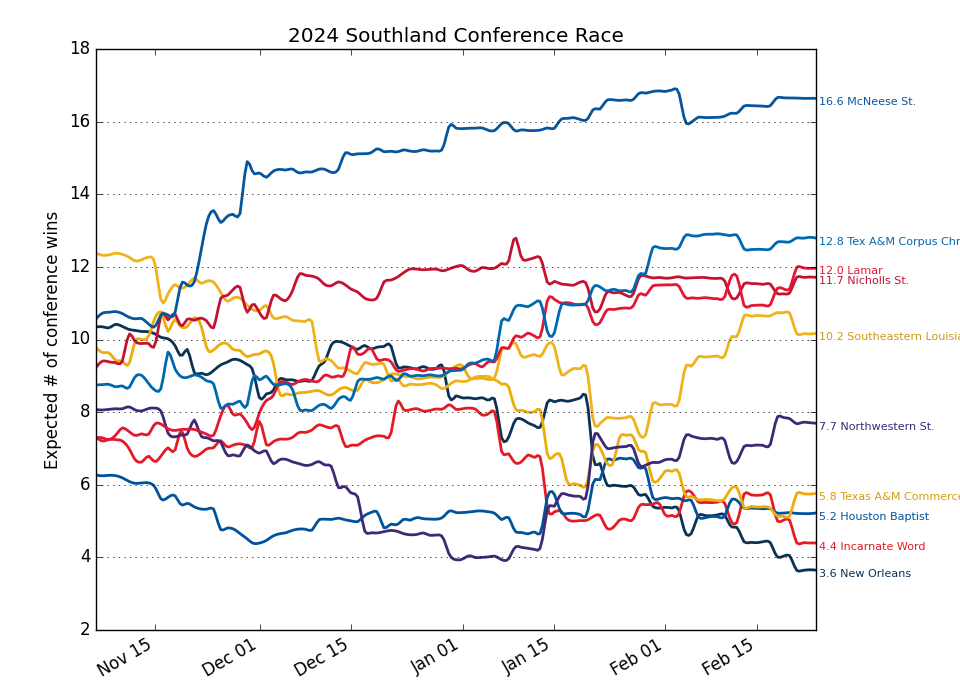 2024 Southland Conference Race
Expected # of conference wins
18
16
14
12
10
8
6
4
2
Nov 15
Dec 01
Dec 15
Jan 01
Jan 15
Feb 01
Feb 15
16.6 McNeese St.
12.8 Tex A&M Corpus Chr
12.0 Lamar
11.7 Nicholls St.
10.2 Southeastern Louisia
7.7 Northwestern St.
5.8 Texas A&M Commerce
5.2 Houston Baptist
4.4 Incarnate Word
3.6 New Orleans